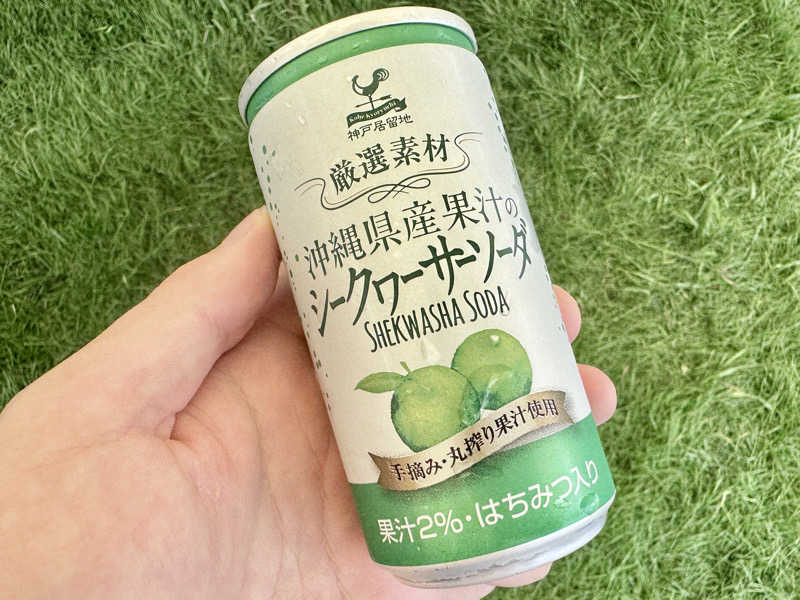 Kobe Kyoryuchi
神戸居留地
厳選素材
沖縄県産果汁の
シークヮーサーソーダ
SHEKWASHA SODA
手摘み・丸搾り果汁使用
果汁2%・はちみつ入り